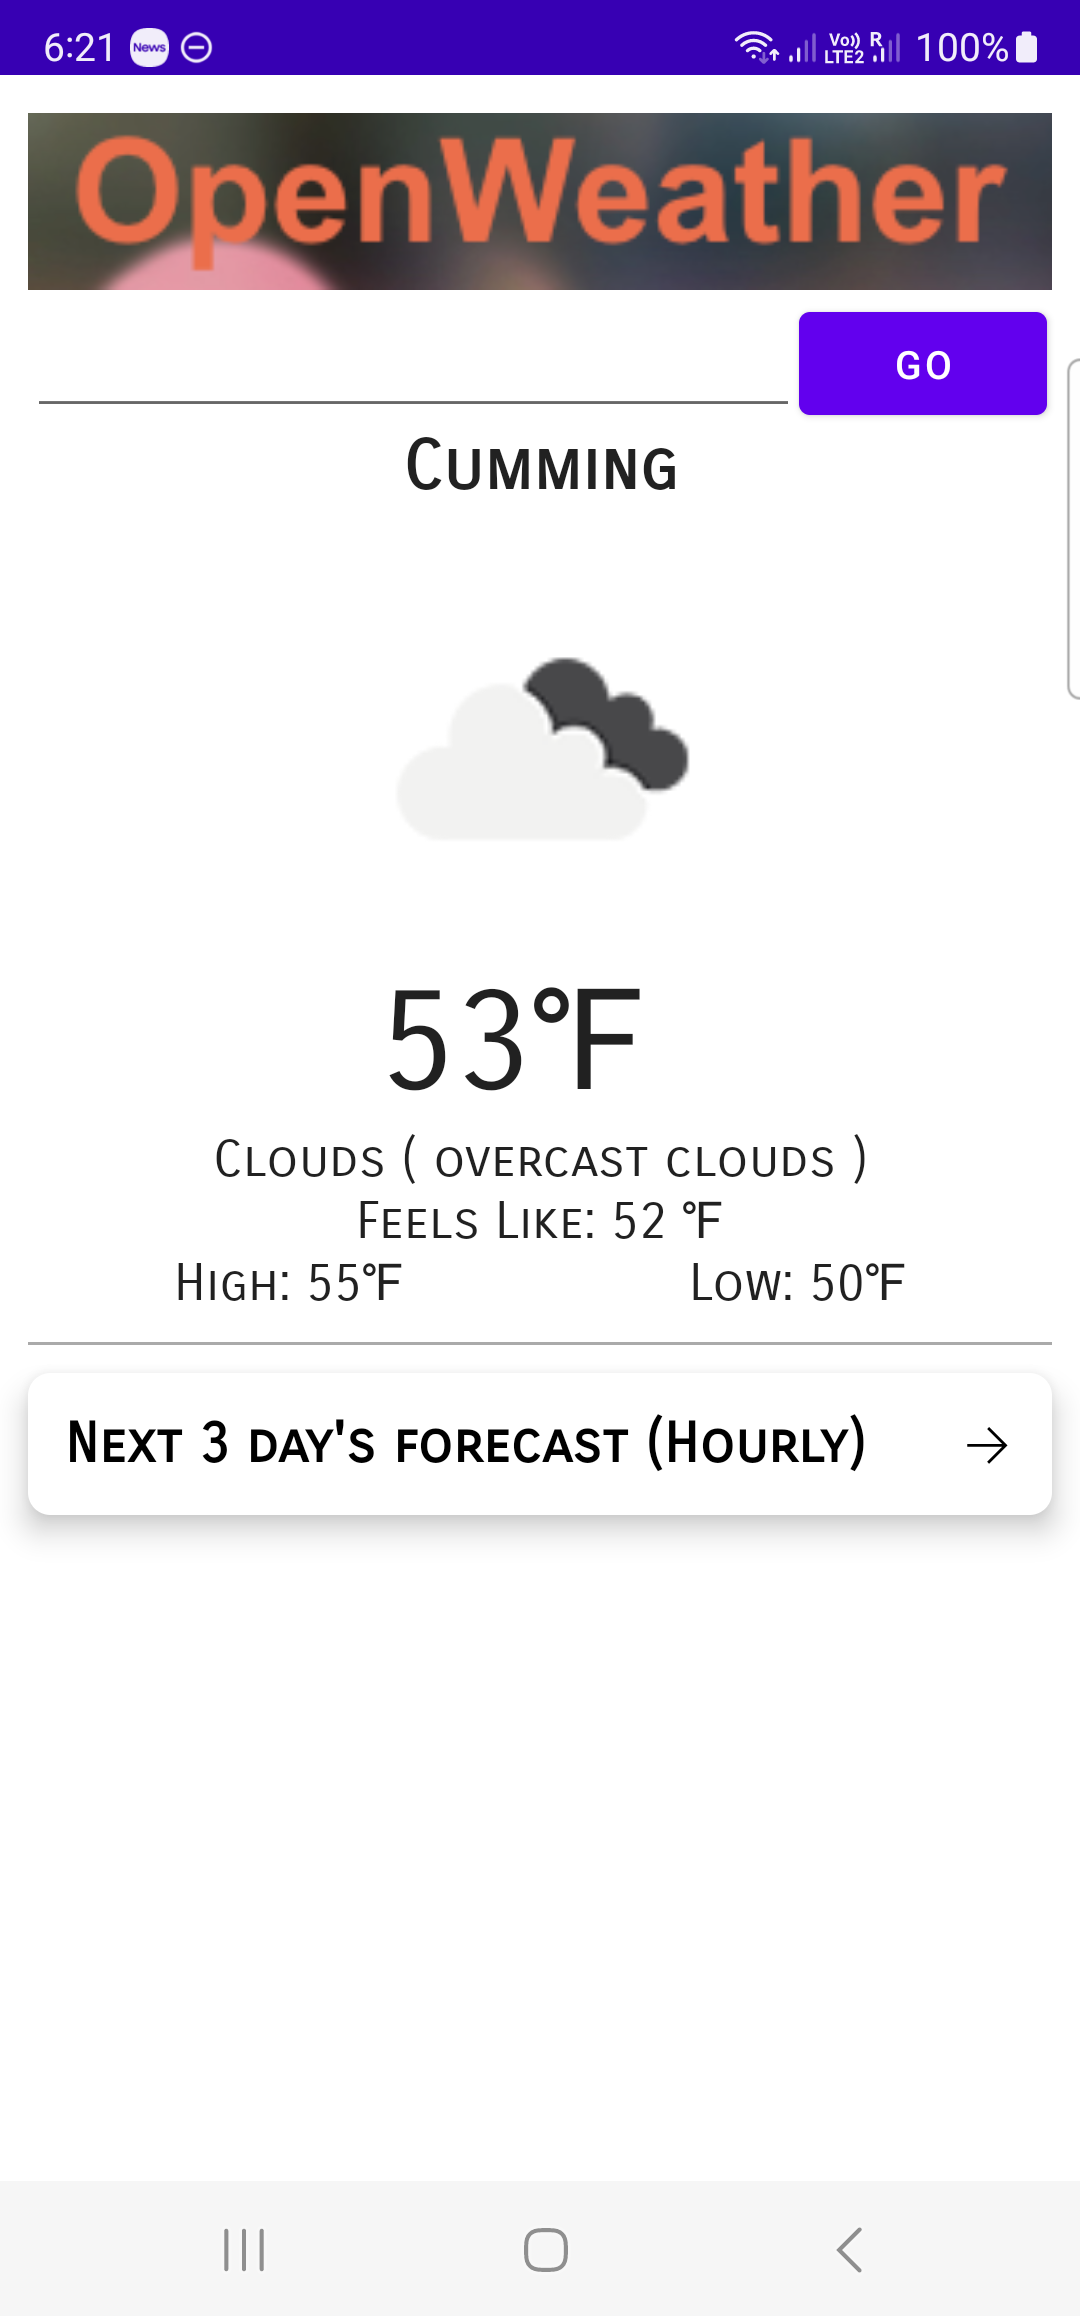 6:21 News Vo)) LTE2 R 100%
OpenWeather
GO
Cumming
53°F
Clouds ( overcast clouds )
Feels Like: 52 °F
High: 55°F Low: 50°F
Next 3 day's forecast (Hourly)